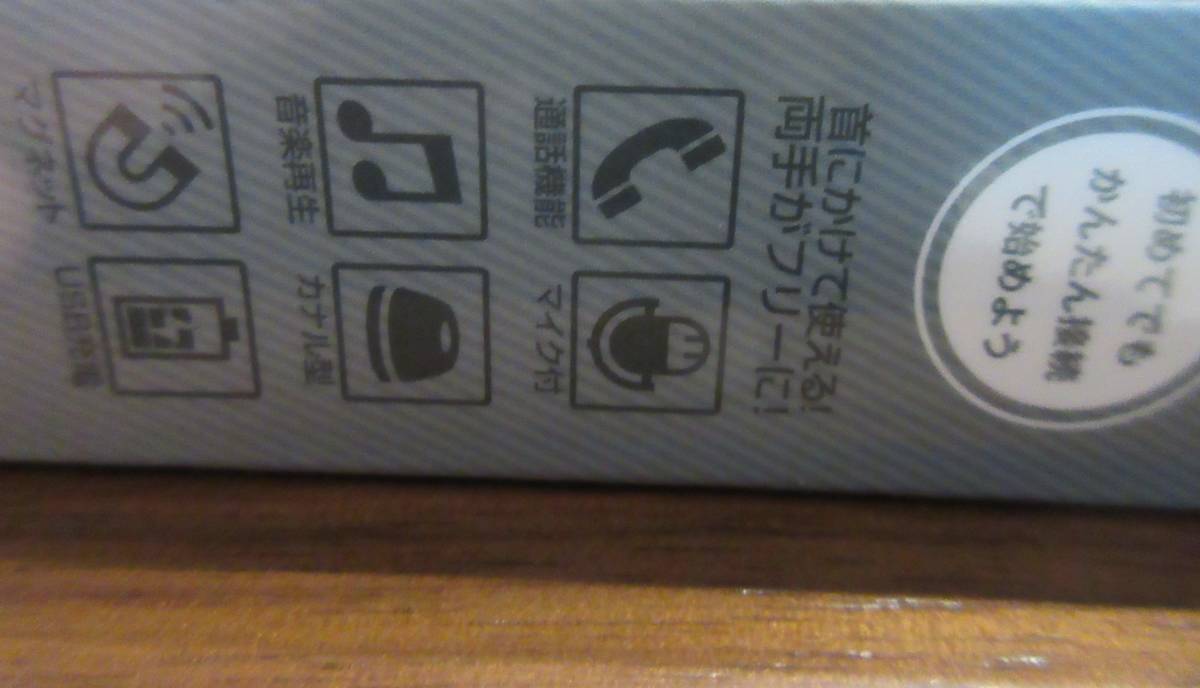 初めてでも
かんたん接続
で始めよう
首にかけて使える!
両手がフリーに!
通話機能
マイク付
音楽再生
カナル型
マグネット
USB充電